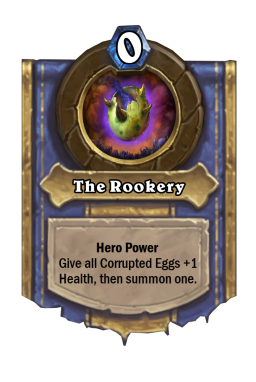 0
The Rookery
Hero Power
Give all Corrupted Eggs +1
Health, then summon one.